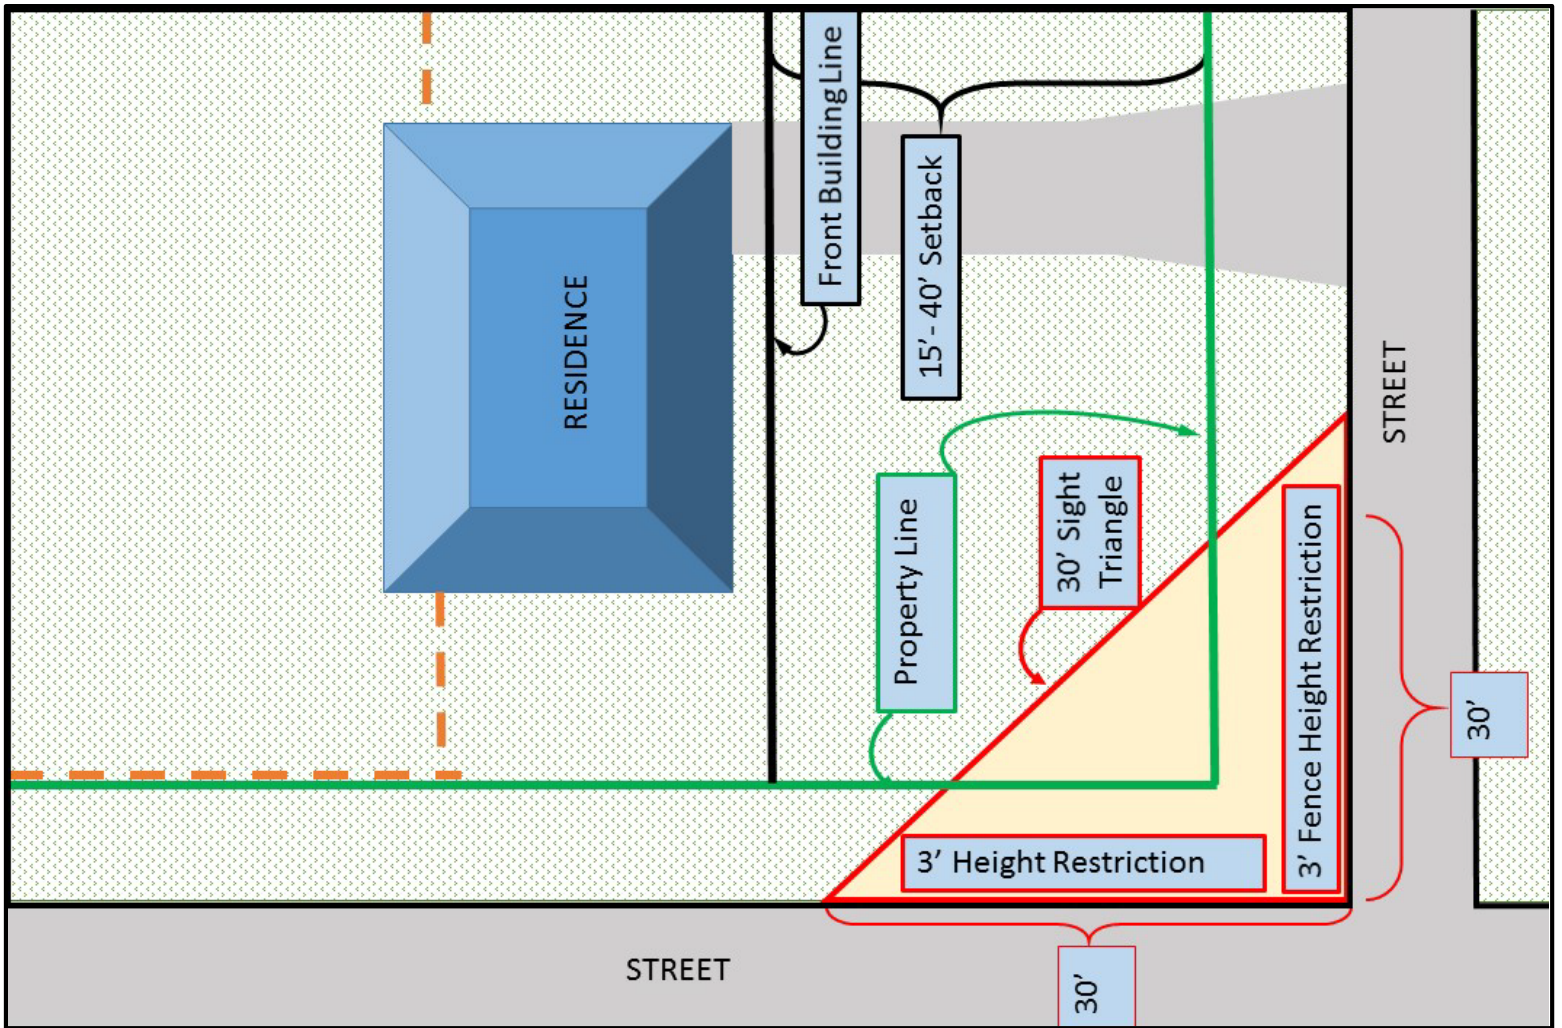 Front Building Line
15’- 40’ Setback
RESIDENCE
STREET
Property Line
30’ Sight
Triangle
3’ Fence Height Restriction
30’
3’ Height Restriction
STREET
30’